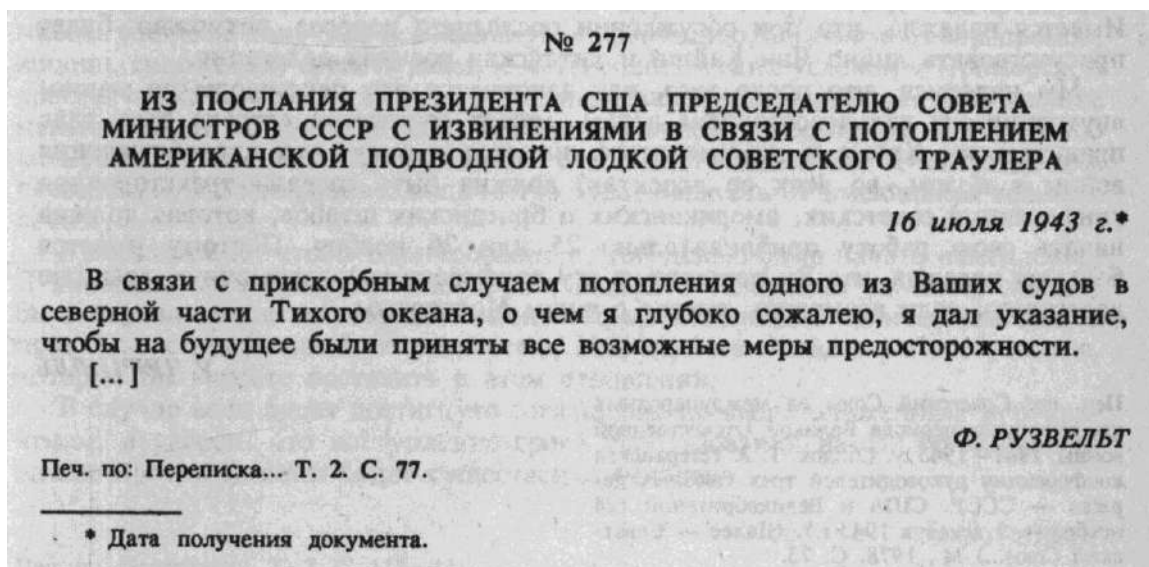 № 277
ИЗ ПОСЛАНИЯ ПРЕЗИДЕНТА США ПРЕДСЕДАТЕЛЮ СОВЕТА
МИНИСТРОВ СССР С ИЗВИНЕНИЯМИ В СВЯЗИ С ПОТОПЛЕНИЕМ
АМЕРИКАНСКОЙ ПОДВОДНОЙ ЛОДКОЙ СОВЕТСКОГО ТРАУЛЕРА
16 июля 1943 г.*
В связи с прискорбным случаем потопления одного из Ваших судов в
северной части Тихого океана, о чем я глубоко сожалею, я дал указание,
чтобы на будущее были приняты все возможные меры предосторожности.
[...]
Ф. РУЗВЕЛЬТ
Печ. по: Переписка... Т. 2. С. 77.
* Дата получения документа.